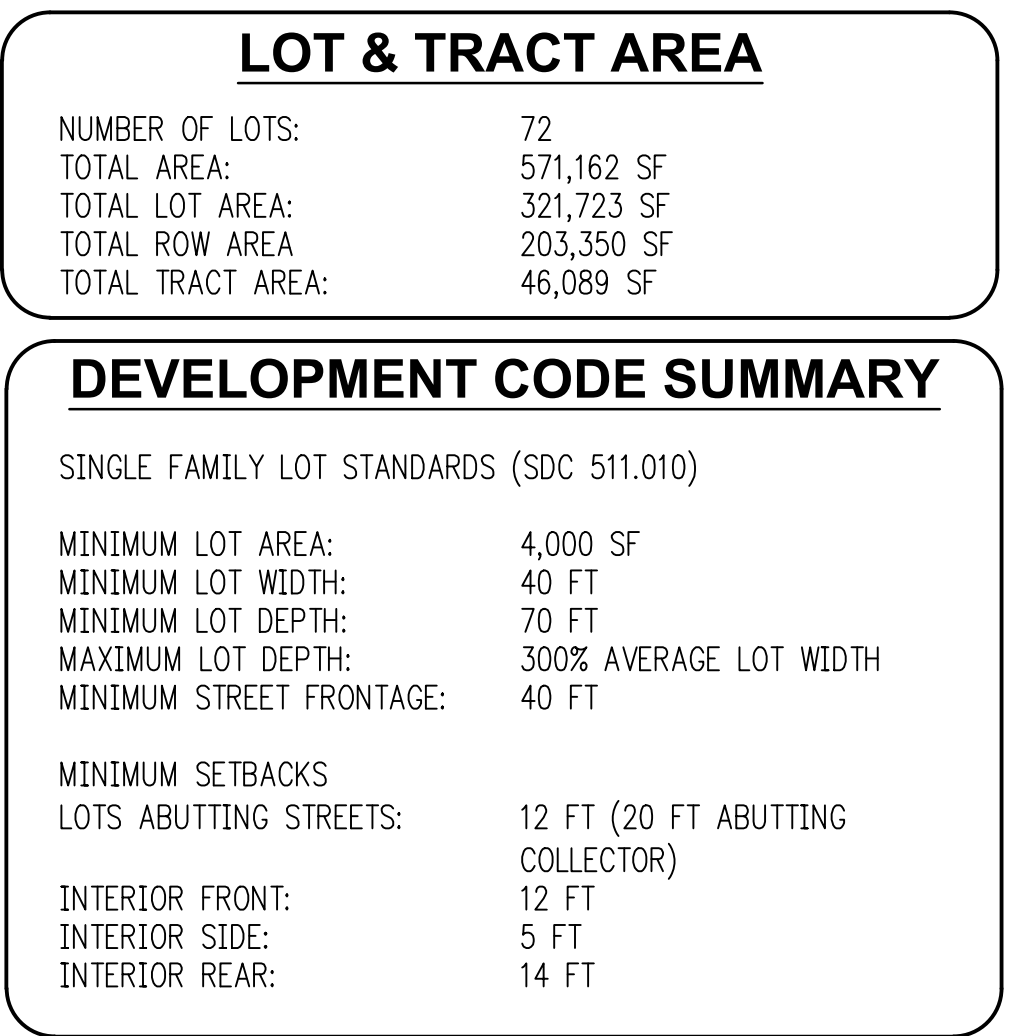 LOT & TRACT AREA
NUMBER OF LOTS: 72
TOTAL AREA: 571,162 SF
TOTAL LOT AREA: 321,723 SF
TOTAL ROW AREA 203,350 SF
TOTAL TRACT AREA: 46,089 SF
DEVELOPMENT CODE SUMMARY
SINGLE FAMILY LOT STANDARDS (SDC 511.010)
MINIMUM LOT AREA: 4,000 SF
MINIMUM LOT WIDTH: 40 FT
MINIMUM LOT DEPTH: 70 FT
MAXIMUM LOT DEPTH: 300% AVERAGE LOT WIDTH
MINIMUM STREET FRONTAGE: 40 FT
MINIMUM SETBACKS
LOTS ABUTTING STREETS: 12 FT (20 FT ABUTTING
COLLECTOR)
INTERIOR FRONT: 12 FT
INTERIOR SIDE: 5 FT
INTERIOR REAR: 14 FT